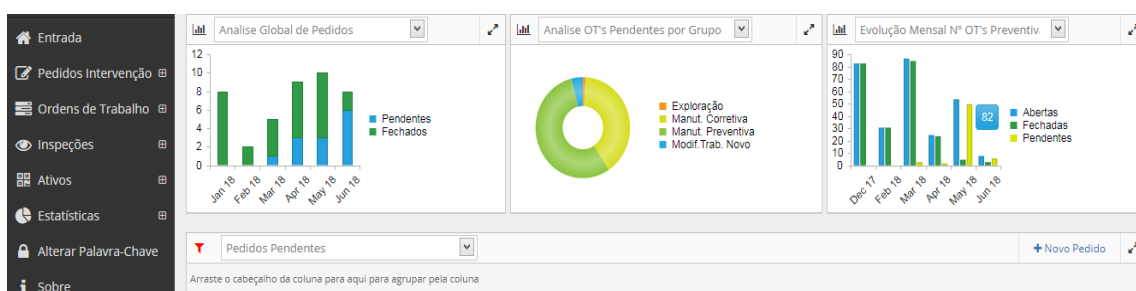 Entrada
Pedidos Intervenção
Ordens de Trabalho
Inspeções
Ativos
Estatísticas
Alterar Palavra-Chave
Sobre
Analise Global de Pedidos
12
10
8
6
4
2
0
Jan 18
Feb 18
Mar 18
Apr 18
May 18
Jun 18
Pendentes
Fechados
Analise OT's Pendentes por Grupo
Exploração
Manut. Corretiva
Manut. Preventiva
Modif.Trab. Novo
Evolução Mensal Nº OT's Preventiv
90
80
70
60
50
40
30
20
10
0
Dec 17
Feb 18
Mar 18
Apr 18
May 18
Jun 18
82
Abertas
Fechadas
Pendentes
Pedidos Pendentes
+ Novo Pedido
Arraste o cabeçalho da coluna para aqui para agrupar pela coluna